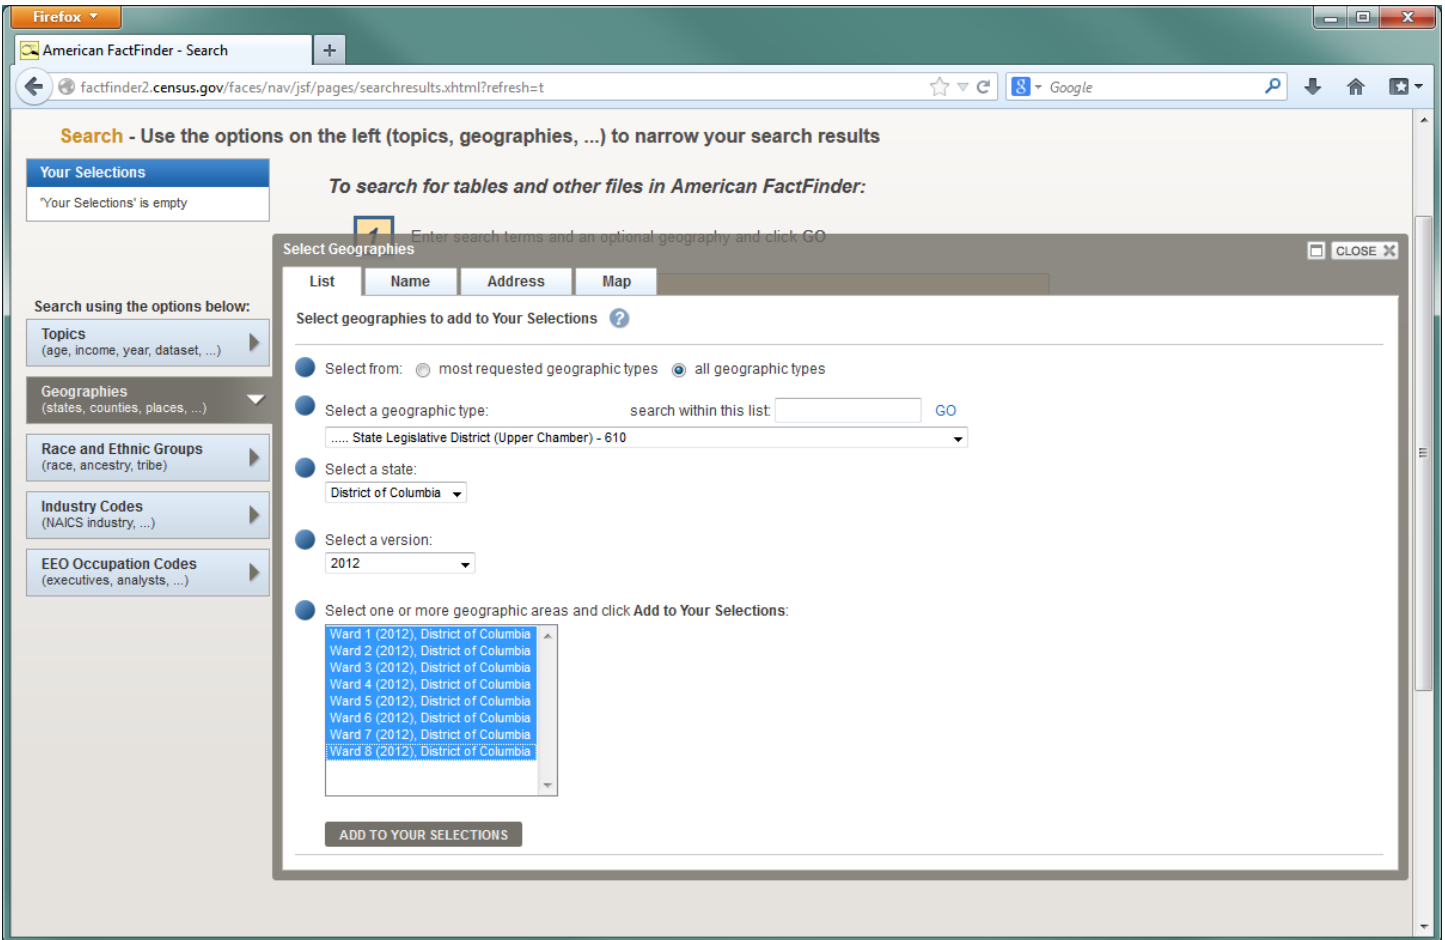 Firefox
American FactFinder - Search
factfinder2.census.gov/faces/nav/jsf/pages/searchresults.xhtml?refresh=t
8
Google
Search - Use the options on the left (topics, geographies, ...) to narrow your search results
Your Selections
'Your Selections' is empty
To search for tables and other files in American FactFinder:
1
Enter search terms and an optional geography and click GO
Select Geographies
CLOSE X
List
Name
Address
Map
Select geographies to add to Your Selections ?
Search using the options below:
Topics
(age, income, year, dataset, ...)
Geographies
(states, counties, places, ...)
Race and Ethnic Groups
(race, ancestry, tribe)
Industry Codes
(NAICS industry, ...)
EEO Occupation Codes
(executives, analysts, ...)
Select from: most requested geographic types all geographic types
Select a geographic type: search within this list: GO
..... State Legislative District (Upper Chamber) - 610
Select a state:
District of Columbia
Select a version:
2012
Select one or more geographic areas and click Add to Your Selections:
Ward 1 (2012), District of Columbia
Ward 2 (2012), District of Columbia
Ward 3 (2012), District of Columbia
Ward 4 (2012), District of Columbia
Ward 5 (2012), District of Columbia
Ward 6 (2012), District of Columbia
Ward 7 (2012), District of Columbia
Ward 8 (2012), District of Columbia
ADD TO YOUR SELECTIONS